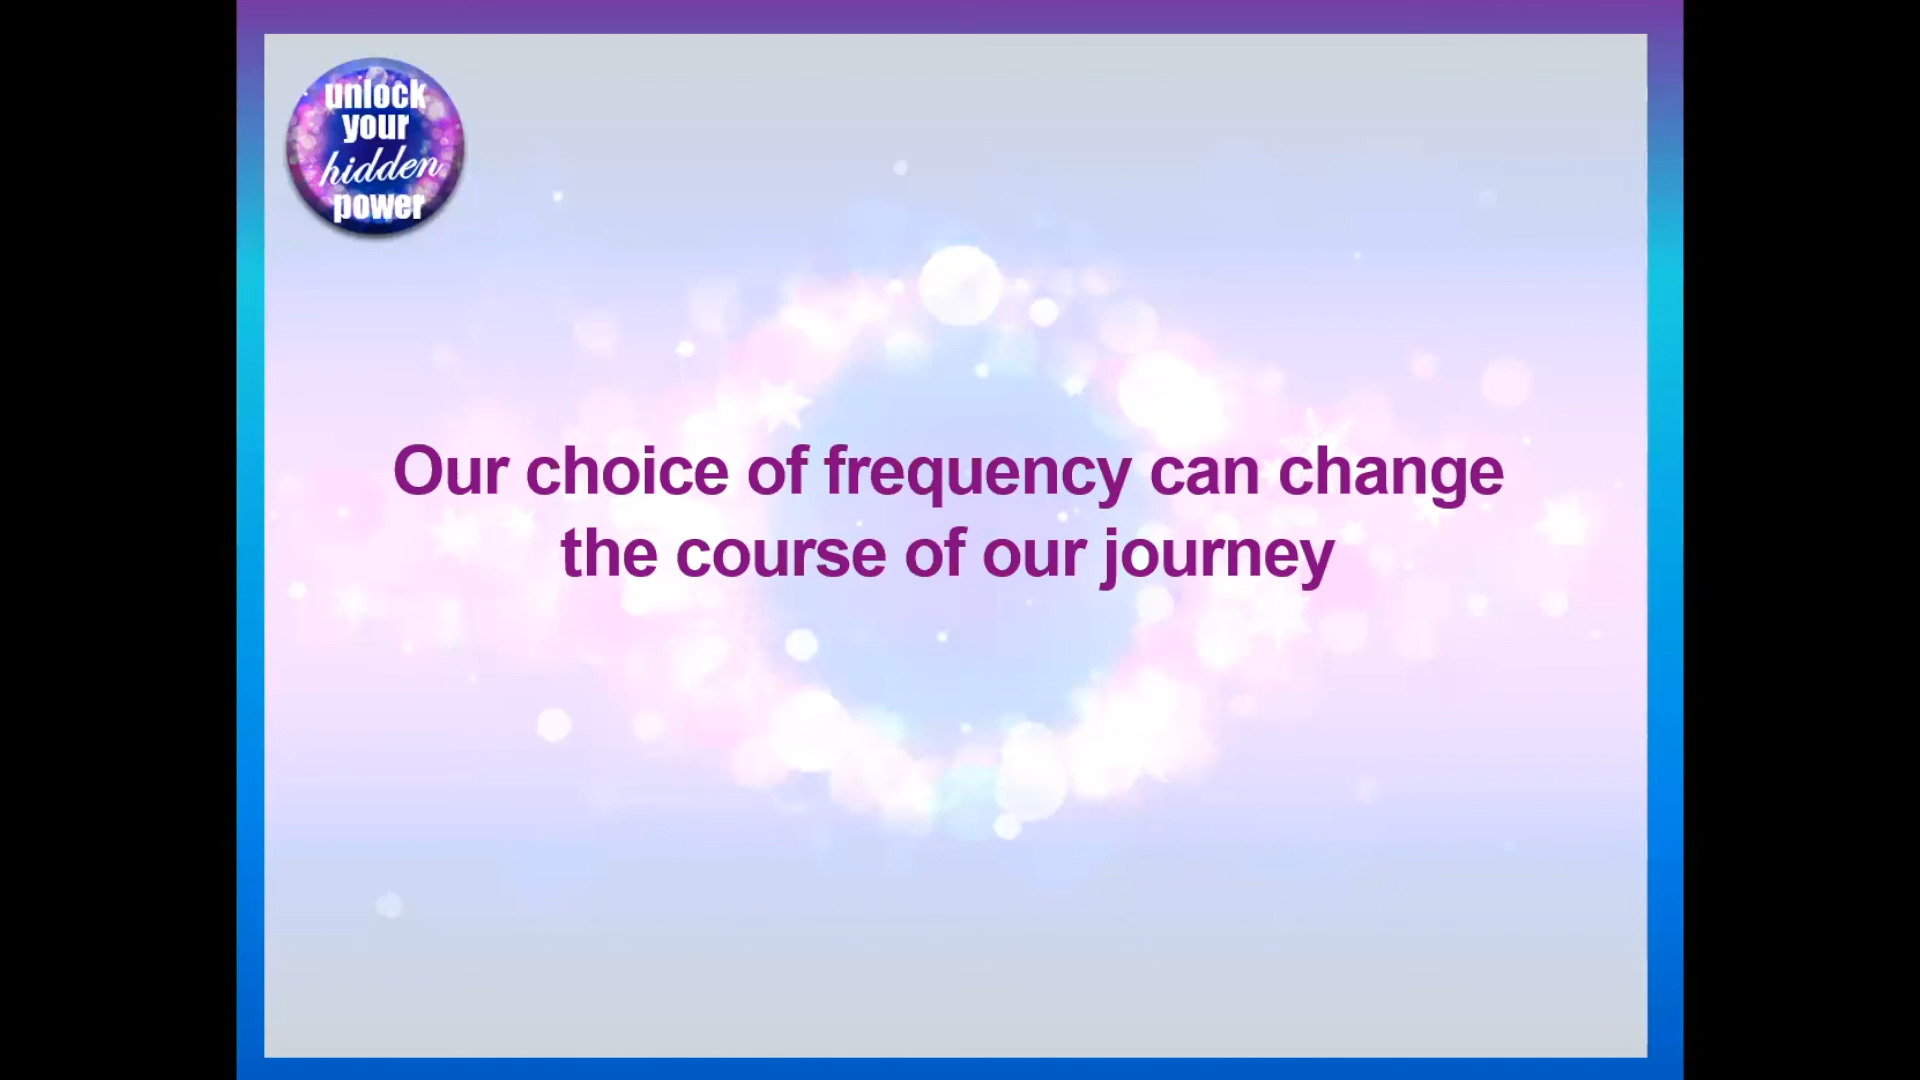 unlock
your
hidden
power
Our choice of frequency can change
the course of our journey